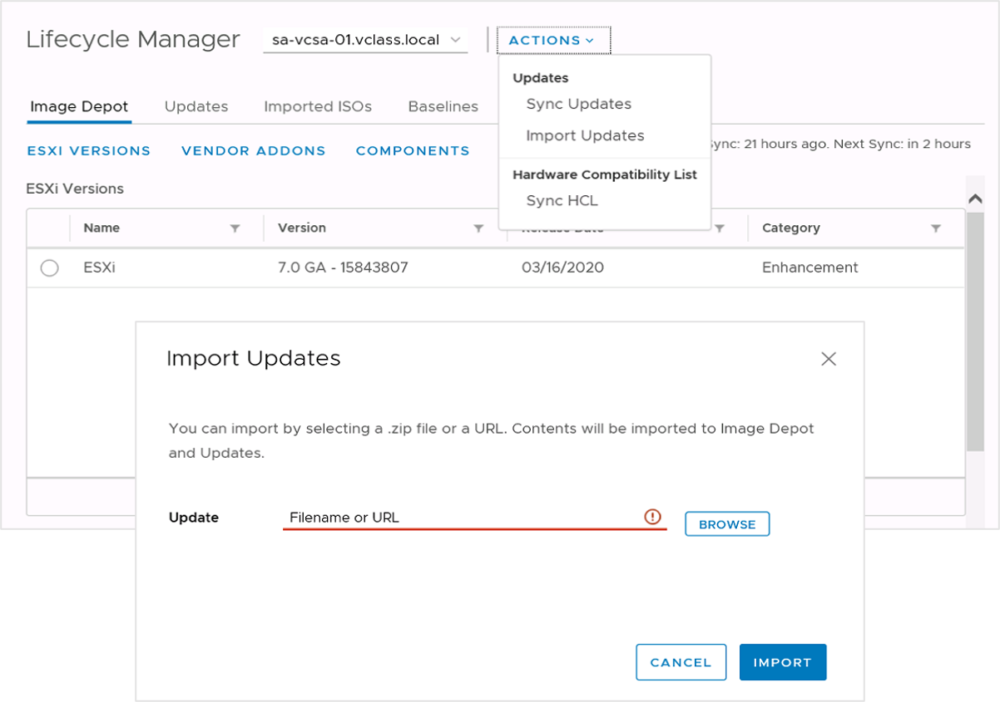 Lifecycle Manager
sa-vcsa-01.vclass.local
ACTIONS
Updates
Sync Updates
Import Updates
Hardware Compatibility List
Sync HCL
Image Depot
Updates
Imported ISOs
Baselines
ESXI VERSIONS
VENDOR ADDONS
COMPONENTS
Sync: 21 hours ago. Next Sync: in 2 hours
ESXi Versions
Name
Version
Release Date
Category
ESXi
7.0 GA - 15843807
03/16/2020
Enhancement
Import Updates
You can import by selecting a .zip file or a URL. Contents will be imported to Image Depot
and Updates.
Update
Filename or URL
BROWSE
CANCEL
IMPORT